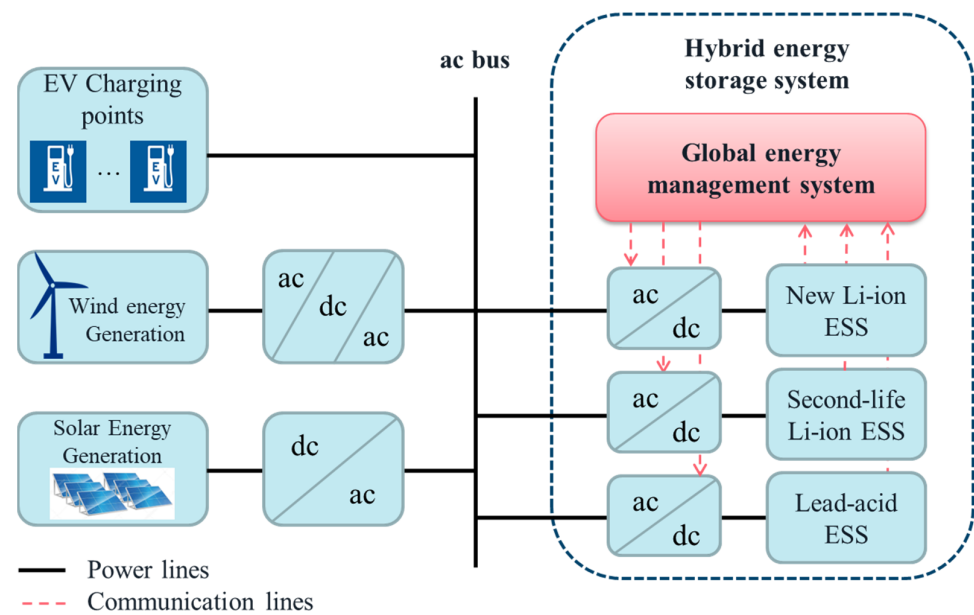 ac bus
Hybrid energy
storage system
EV Charging
points
EV
...
EV
Global energy
management system
Wind energy
Generation
ac
dc
ac
ac
dc
New Li-ion
ESS
ac
dc
Second-life
Li-ion ESS
Solar Energy
Generation
dc
ac
ac
dc
Lead-acid
ESS
Power lines
Communication lines